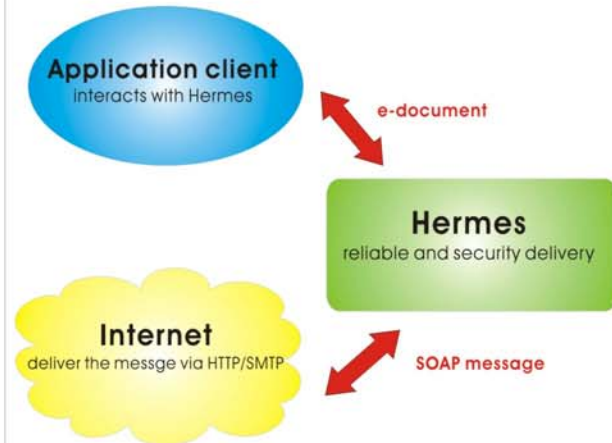 Application client
interacts with Hermes
e-document
Hermes
reliable and security delivery
Internet
deliver the messge via HTTP/SMTP
SOAP message